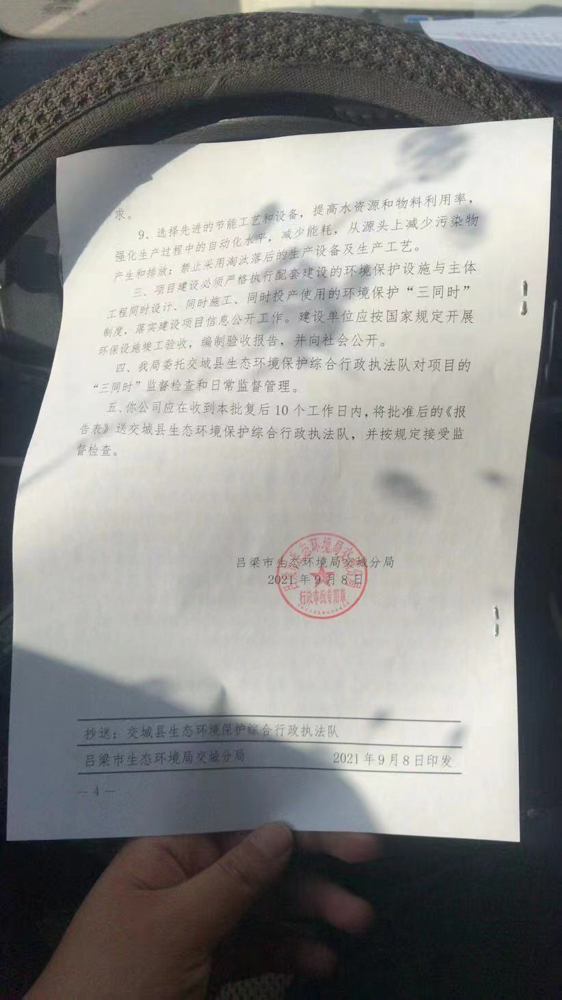 求。
9、选择先进的节能工艺和设备，提高水资源和物料利用率，
强化生产过程中的自动化水平，减少能耗，从源头上减少污染物
产生和排放；禁止采用淘汰落后的生产设备及生产工艺。
三、项目建设必须严格执行配套建设的环境保护设施与主体
工程同时设计、同时施工、同时投产使用的环境保护“三同时”
制度，落实建设项目信息公开工作。建设单位应按国家规定开展
环保设施竣工验收，编制验收报告，并向社会公开。
四、我局委托交城县生态环境保护综合行政执法队对项目的
“三同时”监督检查和日常监督管理。
五、你公司应在收到本批复后10个工作日内，将批准后的《报
告表》送交城县生态环境保护综合行政执法队，并按规定接受监
督检查。
吕梁市生态环境局交城分局
2021年9月8日
吕梁市生态环境局交城分局
行政审批专用章
抄送：交城县生态环境保护综合行政执法队
吕梁市生态环境局交城分局 2021年9月8日印发
— 4 —